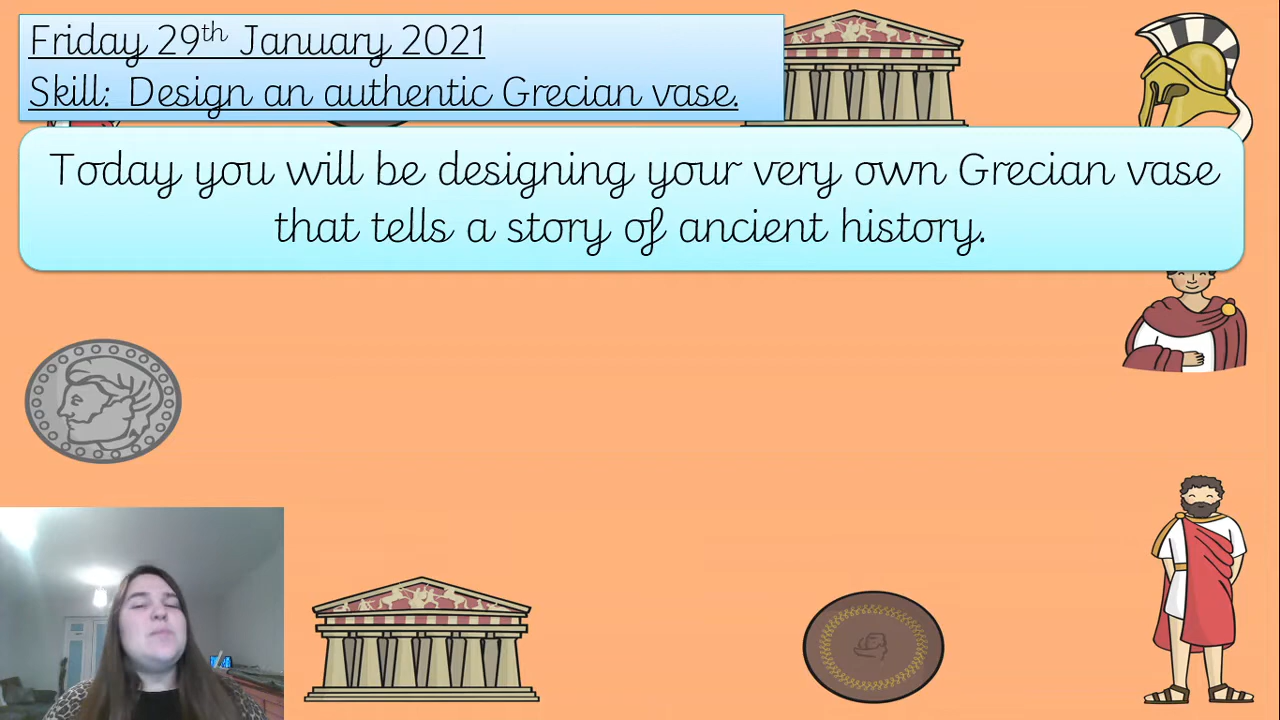 Friday 29th January 2021
Skill: Design an authentic Grecian vase.
Today you will be designing your very own Grecian vase
that tells a story of ancient history.